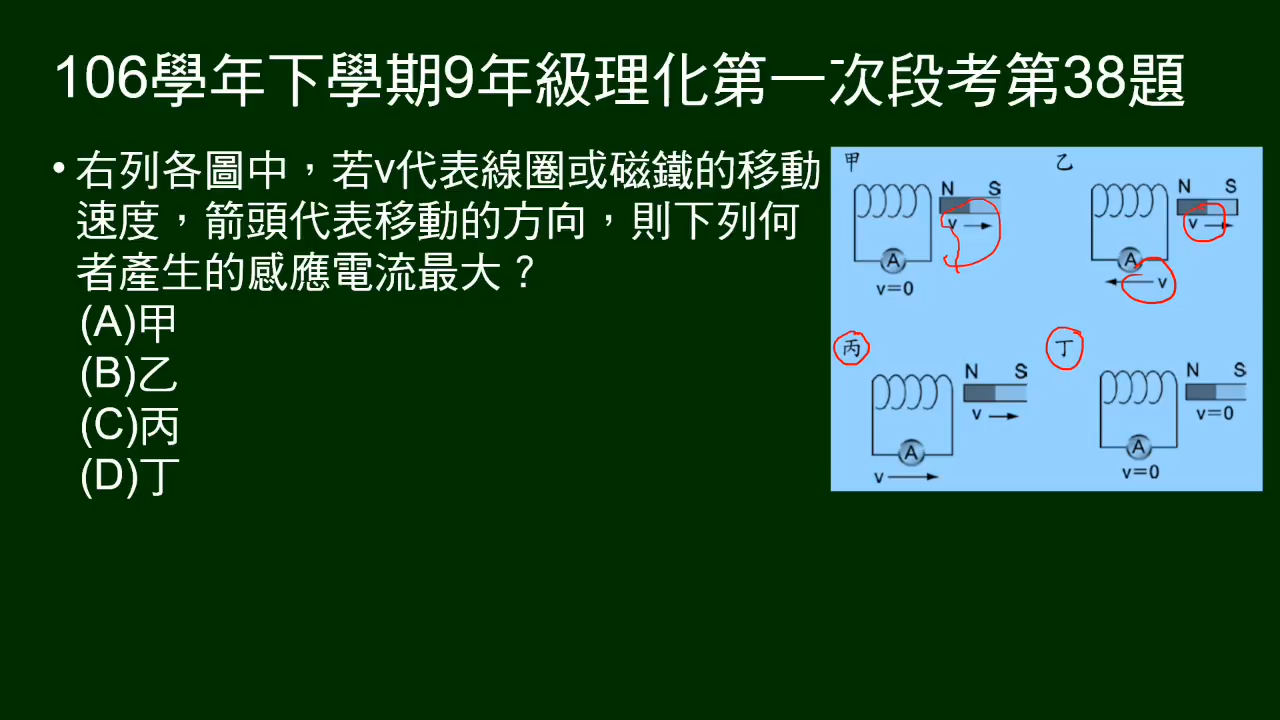 106學年下學期9年級理化第一次段考第38題
• 右列各圖中，若v代表線圈或磁鐵的移動
速度，箭頭代表移動的方向，則下列何
者產生的感應電流最大？
(A)甲
(B)乙
(C)丙
(D)丁
甲
N S
v
A
v=0
乙
N S
v
A
v
丙
N S
v
A
v
丁
N S
v=0
A
v=0